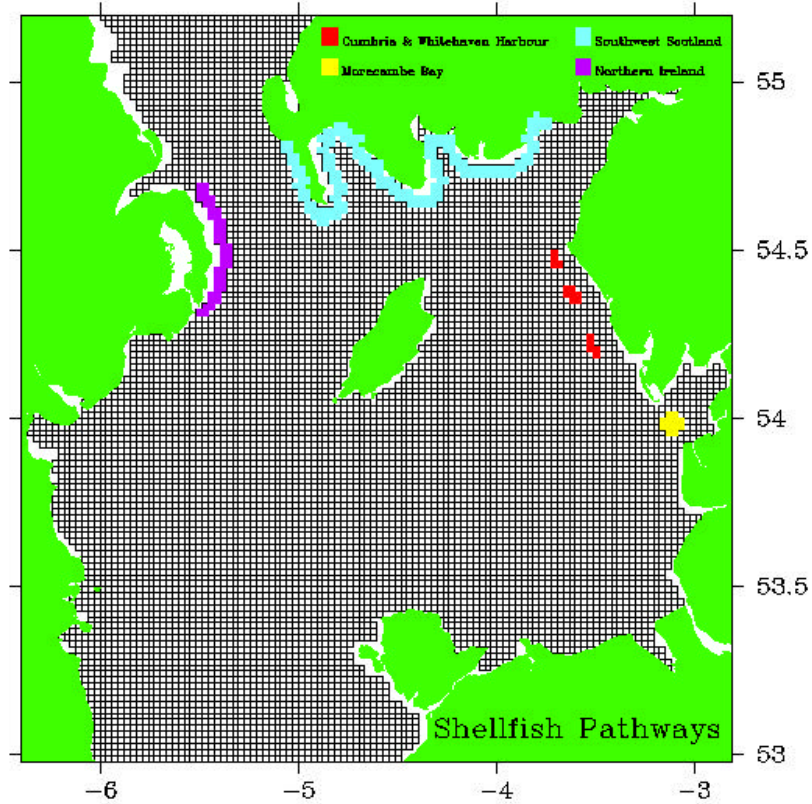 Cumbria & Whitehaven Harbour
Southwest Scotland
Morecambe Bay
Northern Ireland
55
54.5
54
53.5
53
Shellfish Pathways
−6
−5
−4
−3